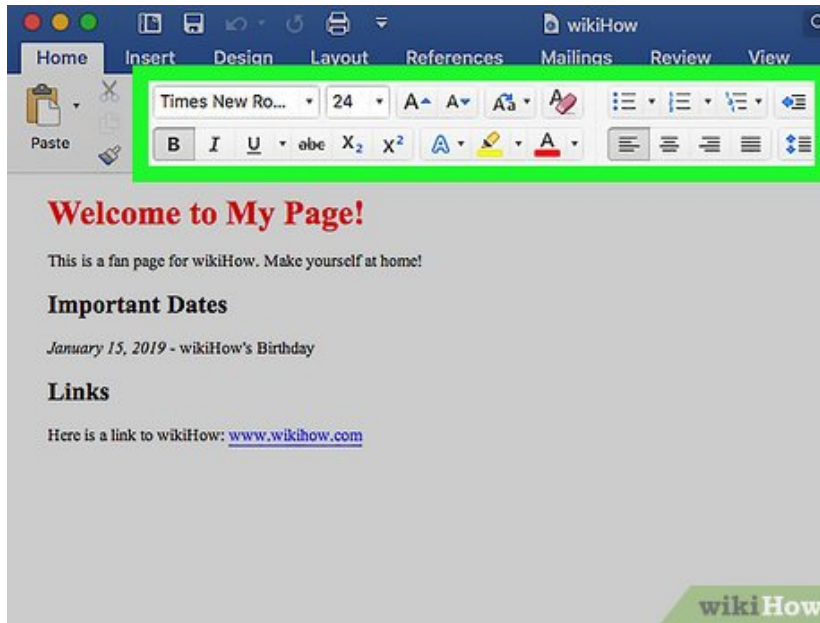 wikiHow
Home Insert Design Layout References Mailings Review View
Paste
Times New Ro... 24 A A Aa A
B I U abc X2 X2 A A
Welcome to My Page!
This is a fan page for wikiHow. Make yourself at home!
Important Dates
January 15, 2019 - wikiHow's Birthday
Links
Here is a link to wikiHow: www.wikihow.com
wikiHow